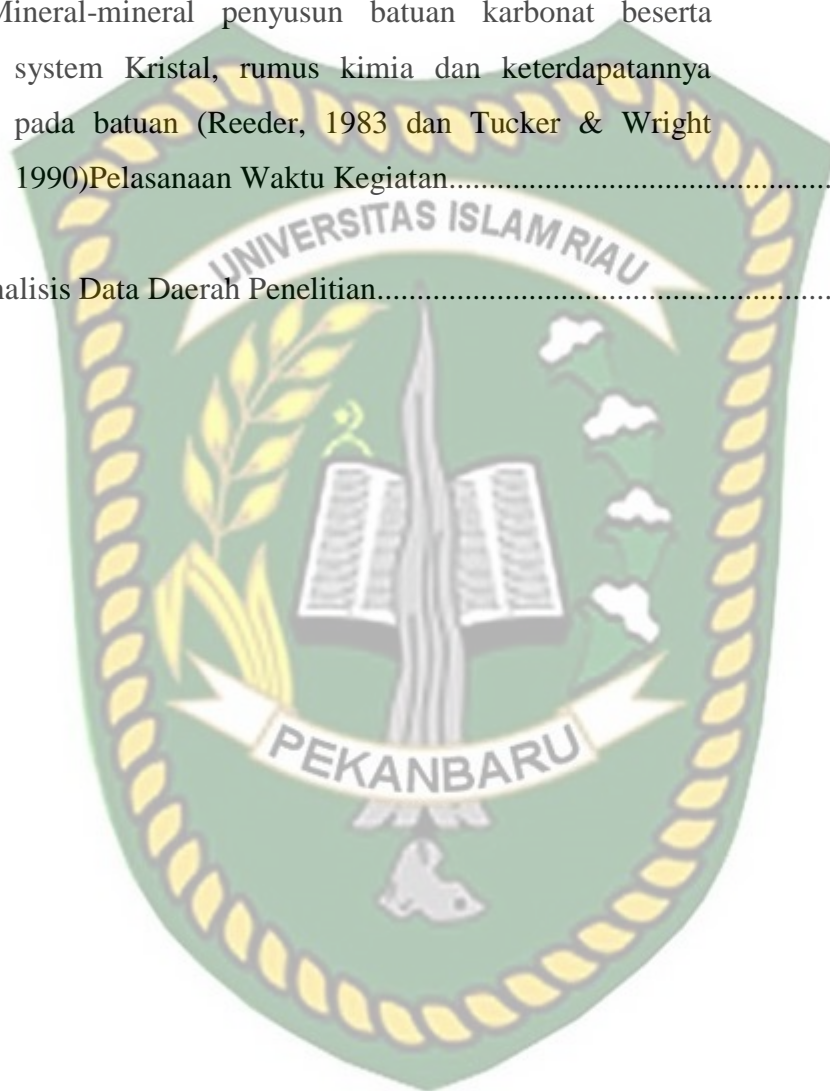 Mineral-mineral penyusun batuan karbonat beserta
system Kristal, rumus kimia dan keterdapatannya
pada batuan (Reeder, 1983 dan Tucker & Wright
1990)Pelasanaan Waktu Kegiatan......................................................
UNIVERSITAS ISLAM RIAU
nalisis Data Daerah Penelitian................................................................
PEKANBARU